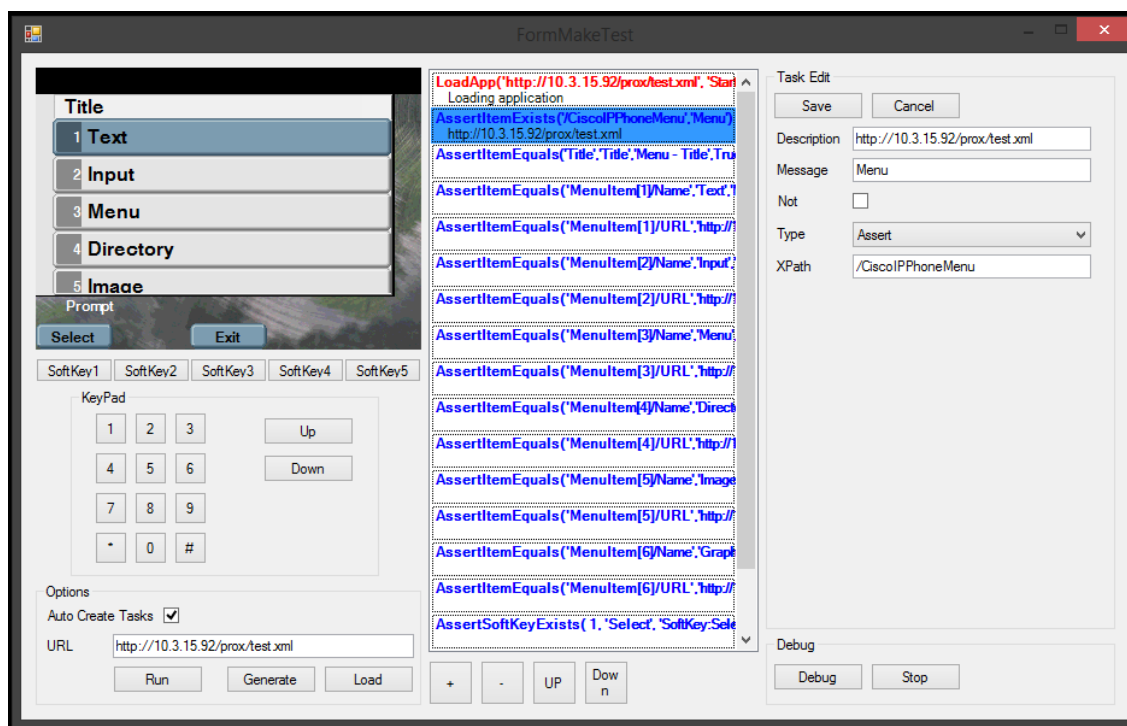 FormMakeTest
Title
1 Text
2 Input
3 Menu
4 Directory
5 Image
Prompt
Select Exit
SoftKey1 SoftKey2 SoftKey3 SoftKey4 SoftKey5
KeyPad
1 2 3 Up
4 5 6 Down
7 8 9
* 0 #
Options
Auto Create Tasks
URL http://10.3.15.92/prox/test.xml
Run Generate Load
LoadApp('http://10.3.15.92/prox/test.xml', 'Start
Loading application
AssertItemExists('/CiscoIPPhoneMenu','Menu')
http://10.3.15.92/prox/test.xml
AssertItemEquals('Title','Title','Menu - Title',True
AssertItemEquals('MenuItem[1]/Name','Text','
AssertItemEquals('MenuItem[1]/URL','http://
AssertItemEquals('MenuItem[2]/Name','Input','
AssertItemEquals('MenuItem[2]/URL','http://
AssertItemEquals('MenuItem[3]/Name','Menu',
AssertItemEquals('MenuItem[3]/URL','http://
AssertItemEquals('MenuItem[4]/Name','Direct
AssertItemEquals('MenuItem[4]/URL','http://1
AssertItemEquals('MenuItem[5]/Name','Image
AssertItemEquals('MenuItem[5]/URL','http://
AssertItemEquals('MenuItem[6]/Name','Graph
AssertItemEquals('MenuItem[6]/URL','http://
AssertSoftKeyExists( 1, 'Select', 'SoftKey:Sele
+ - UP Dow
n
Task Edit
Save Cancel
Description http://10.3.15.92/prox/test.xml
Message Menu
Not
Type Assert
XPath /CiscoIPPhoneMenu
Debug
Debug Stop